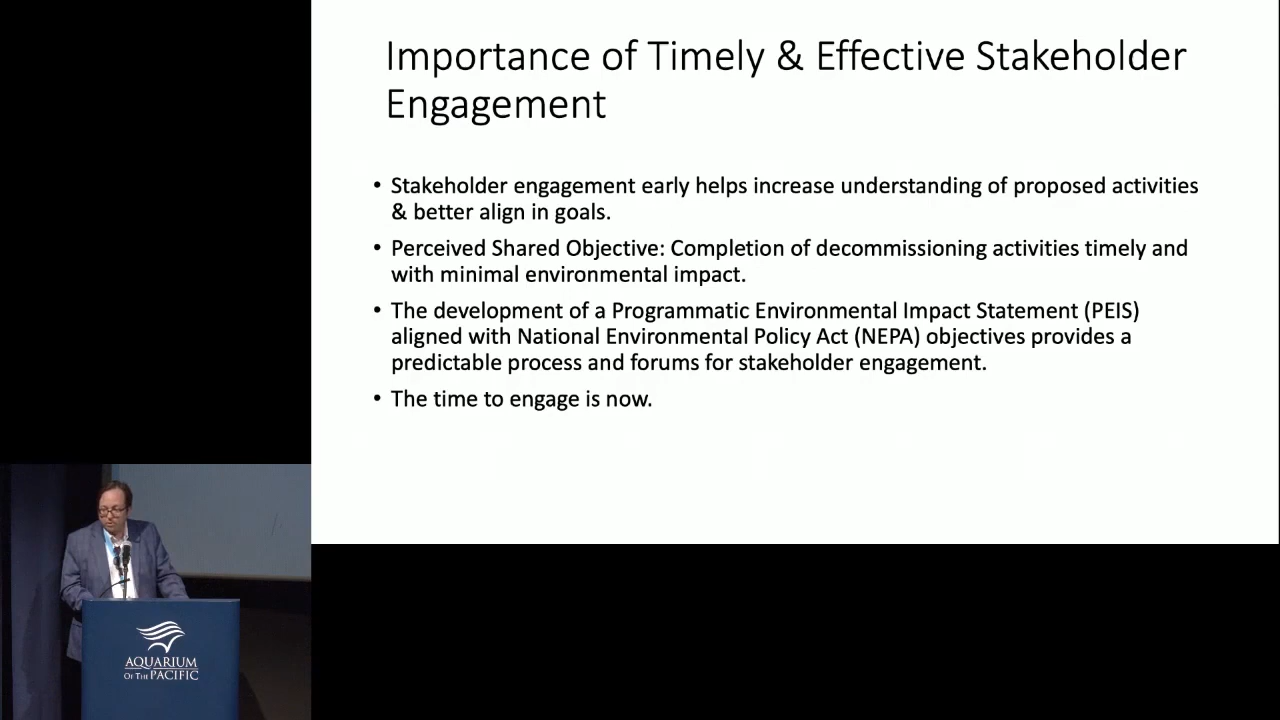 Importance of Timely & Effective Stakeholder
Engagement
• Stakeholder engagement early helps increase understanding of proposed activities
& better align in goals.
• Perceived Shared Objective: Completion of decommissioning activities timely and
with minimal environmental impact.
• The development of a Programmatic Environmental Impact Statement (PEIS)
aligned with National Environmental Policy Act (NEPA) objectives provides a
predictable process and forums for stakeholder engagement.
• The time to engage is now.
AQUARIUM
OF THE PACIFIC